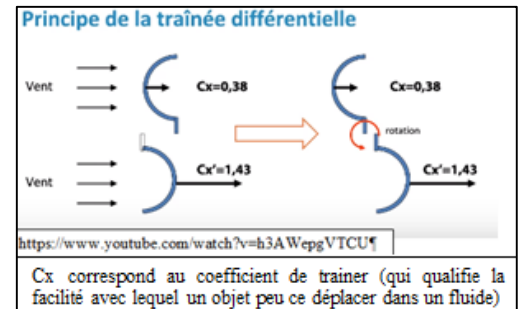 Principe de la traînée différentielle
Vent
Cx=0,38
Cx=0,38
rotation
Vent
Cx'=1,43
Cx'=1,43
https://www.youtube.com/watch?v=h3AWepgVTCU¶
Cx correspond au coefficient de trainer (qui qualifie la
facilité avec lequel un objet peu ce déplacer dans un fluide)